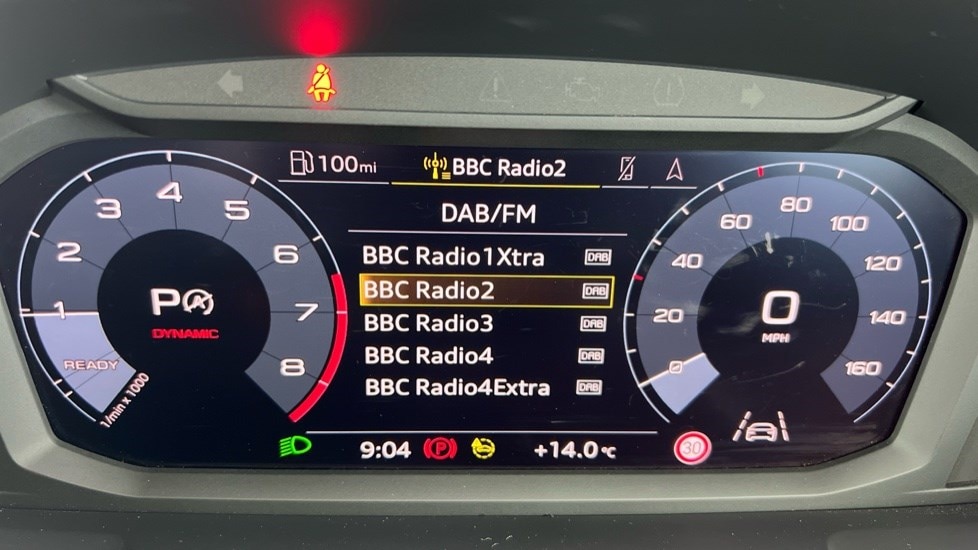 100mi
BBC Radio2
DAB/FM
BBC Radio1Xtra DAB
BBC Radio2 DAB
BBC Radio3 DAB
BBC Radio4 DAB
BBC Radio4Extra DAB
1
2
3
4
5
6
7
8
P A
DYNAMIC
READY
1/min x 1000
0
20
40
60
80
100
120
140
160
0
MPH
9:04 P +14.0°C 30